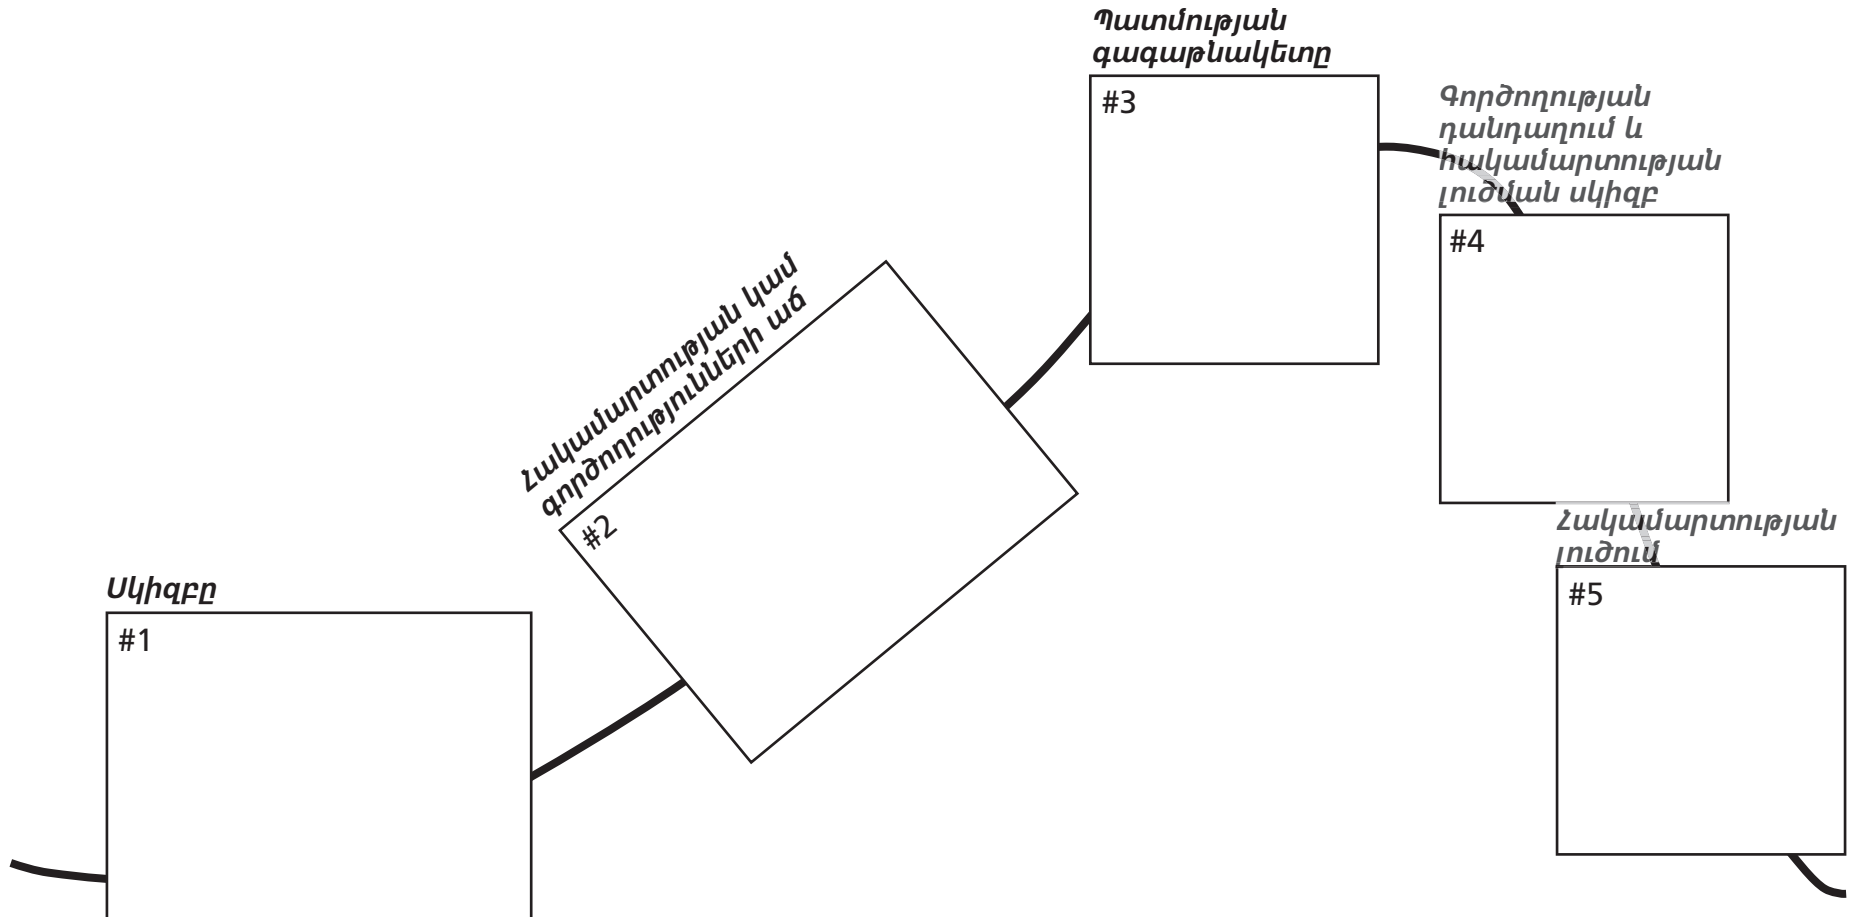 Սկիզբը
#1
Հակամարտության կամ
գործողությունների աճ
#2
Պատմության
գագաթնակետը
#3
Գործողության
դանդաղում և
հակամարտության
լուծման սկիզբ
#4
Հակամարտության
լուծում
#5